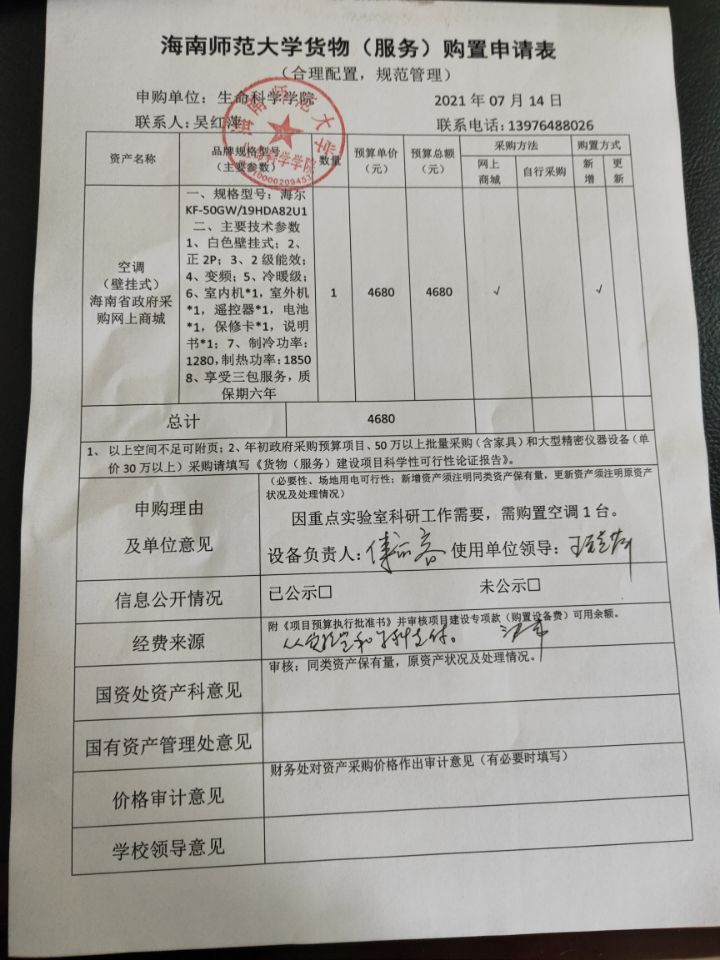 海南师范大学货物（服务）购置申请表
（合理配置，规范管理）
申购单位：生命科学学院 2021 年 07 月 14 日
联系人：吴红萍 联系电话：13976488026
资产名称 品牌规格型号（主要参数） 数量 预算单价（元） 预算总额（元） 采购方法 购置方式
网上商城 自行采购 新增 更新
空调
（壁挂式）
海南省政府采
购网上商城
一、规格型号：海尔
KF-50GW/19HDA82U1
二、主要技术参数
1、白色壁挂式；2、
正 2P；3、2 级能效；
4、变频；5、冷暖级；
6、室内机*1，室外机
*1，遥控器*1，电池
*1，保修卡*1，说明
书*1；7、制冷功率：
1280，制热功率：1850
8、享受三包服务，质
保期六年
1 4680 4680 √ √
总计 4680
1、 以上空间不足可附页；2、年初政府采购预算项目、50 万以上批量采购（含家具）和大型精密仪器设备（单
价 30 万以上）采购请填写《货物（服务）建设项目科学性可行性论证报告》。
申购理由
及单位意见
（必要性、场地用电可行性；新增资产须注明同类资产保有量，更新资产须注明原资产
状况及处理情况）
因重点实验室科研工作需要，需购置空调 1 台。
设备负责人： 使用单位领导：
信息公开情况 已公示□ 未公示□
经费来源
附《项目预算执行批准书》并审核项目建设专项款（购置设备费）可用余额。
国资处资产科意见
审核：同类资产保有量，原资产状况及处理情况。
国有资产管理处意见
价格审计意见
财务处对资产采购价格作出审计意见（有必要时填写）
学校领导意见
海南师范大学
生命科学学院